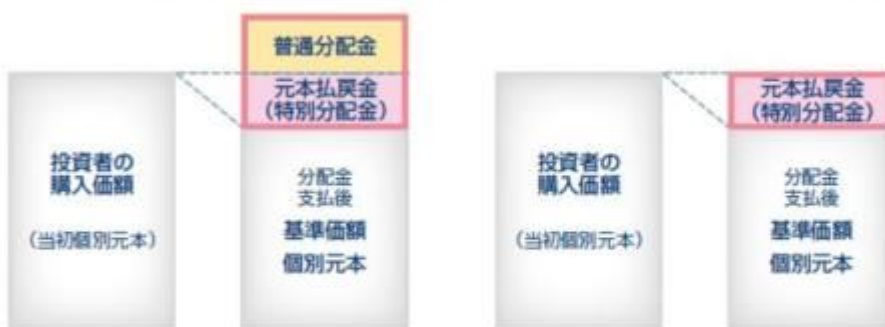 普通分配金
元本払戻金
(特別分配金)
投資者の
購入価額
(当初個別元本)
分配金
支払後
基準価額
個別元本
元本払戻金
(特別分配金)
投資者の
購入価額
(当初個別元本)
分配金
支払後
基準価額
個別元本